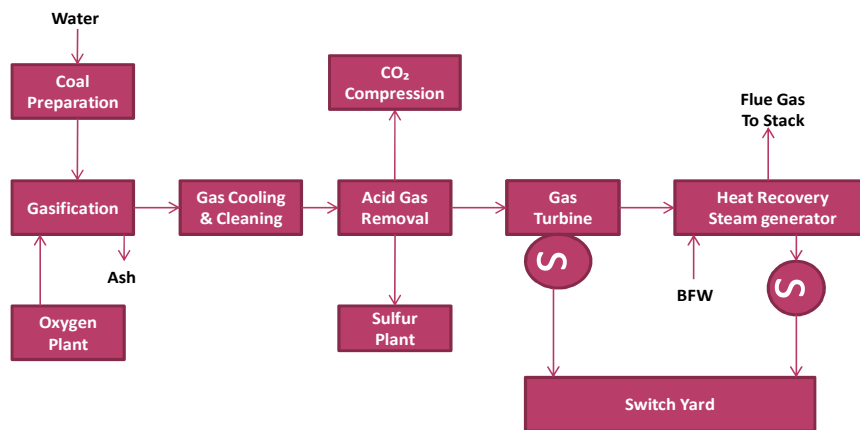 Water
Coal
Preparation
CO₂
Compression
Flue Gas
To Stack
Gasification
Gas Cooling
& Cleaning
Acid Gas
Removal
Gas
Turbine
Heat Recovery
Steam generator
S
S
Ash
BFW
Oxygen
Plant
Sulfur
Plant
Switch Yard